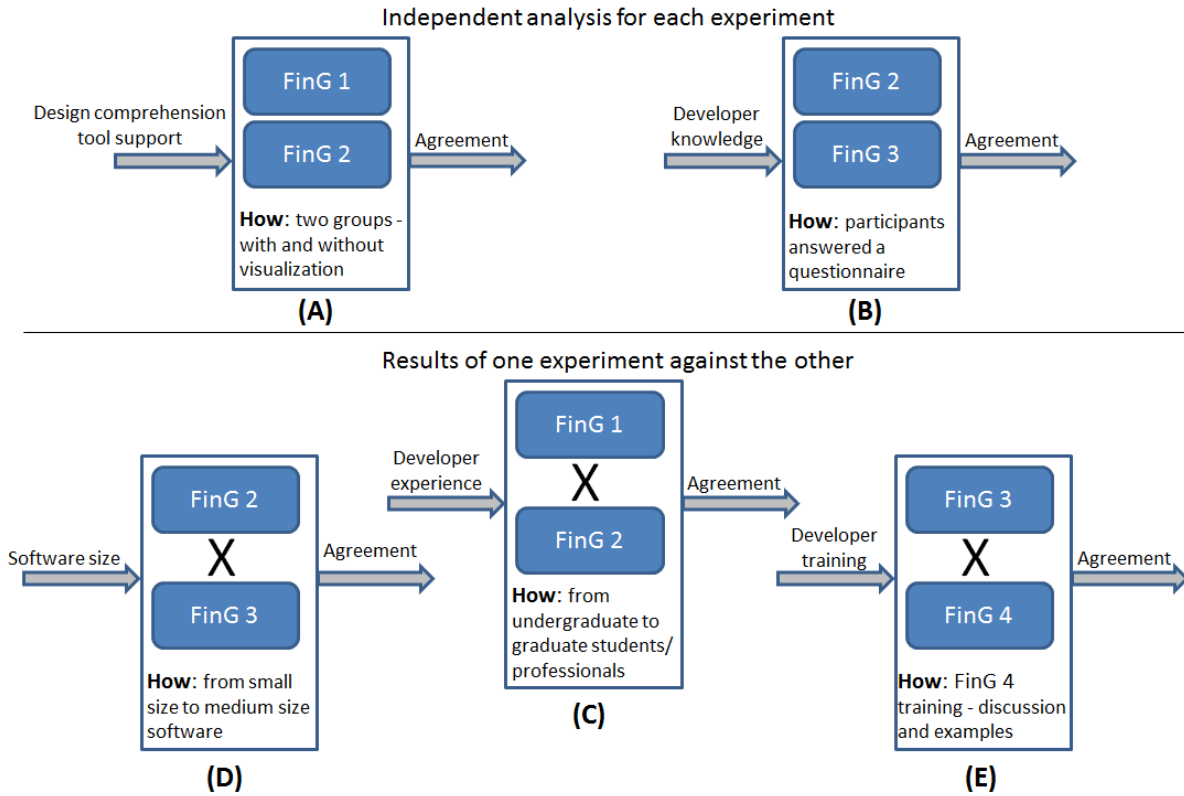 Independent analysis for each experiment
Design comprehension
tool support
FinG 1
FinG 2
How: two groups -
with and without
visualization
Agreement
(A)
Developer
knowledge
FinG 2
FinG 3
How: participants
answered a
questionnaire
Agreement
(B)
Results of one experiment against the other
Software size
FinG 2
X
FinG 3
How: from small
size to medium size
software
Agreement
(D)
Developer
experience
FinG 1
X
FinG 2
How: from
undergraduate to
graduate students/
professionals
Agreement
(C)
Developer
training
FinG 3
X
FinG 4
How: FinG 4
training - discussion
and examples
Agreement
(E)